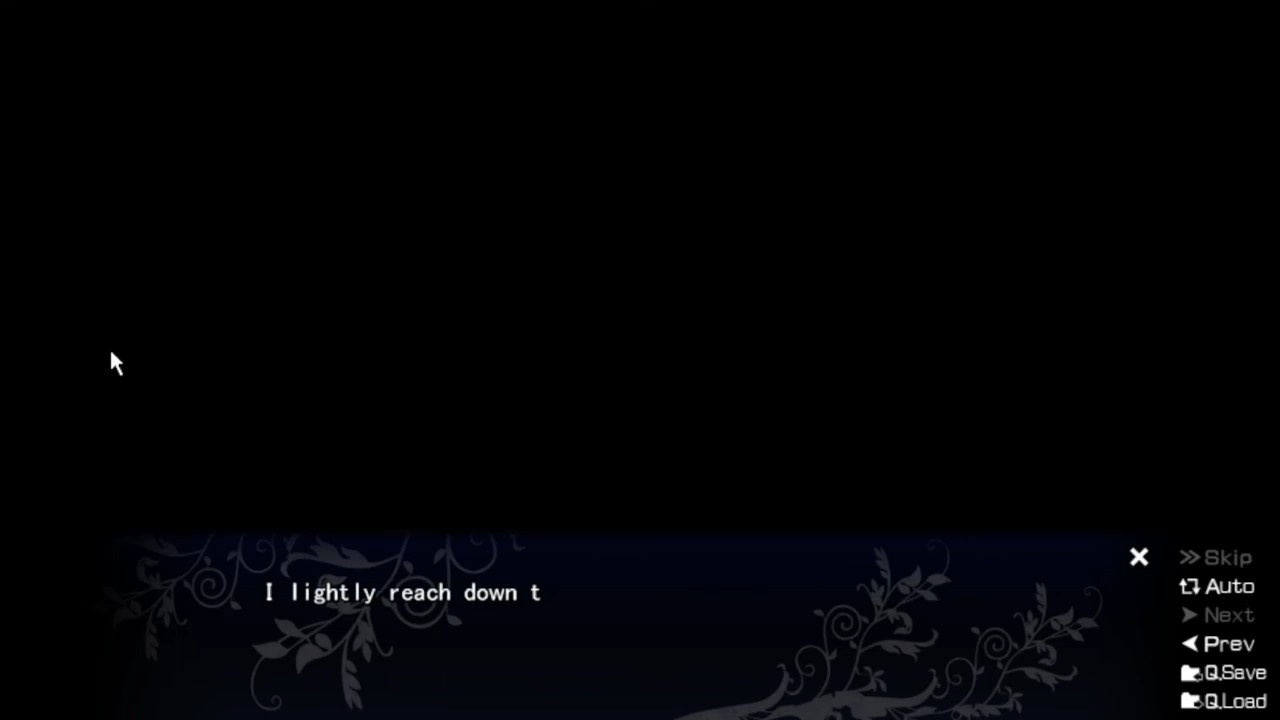 I lightly reach down t
Skip
Auto
Next
Prev
Q.Save
Q.Load